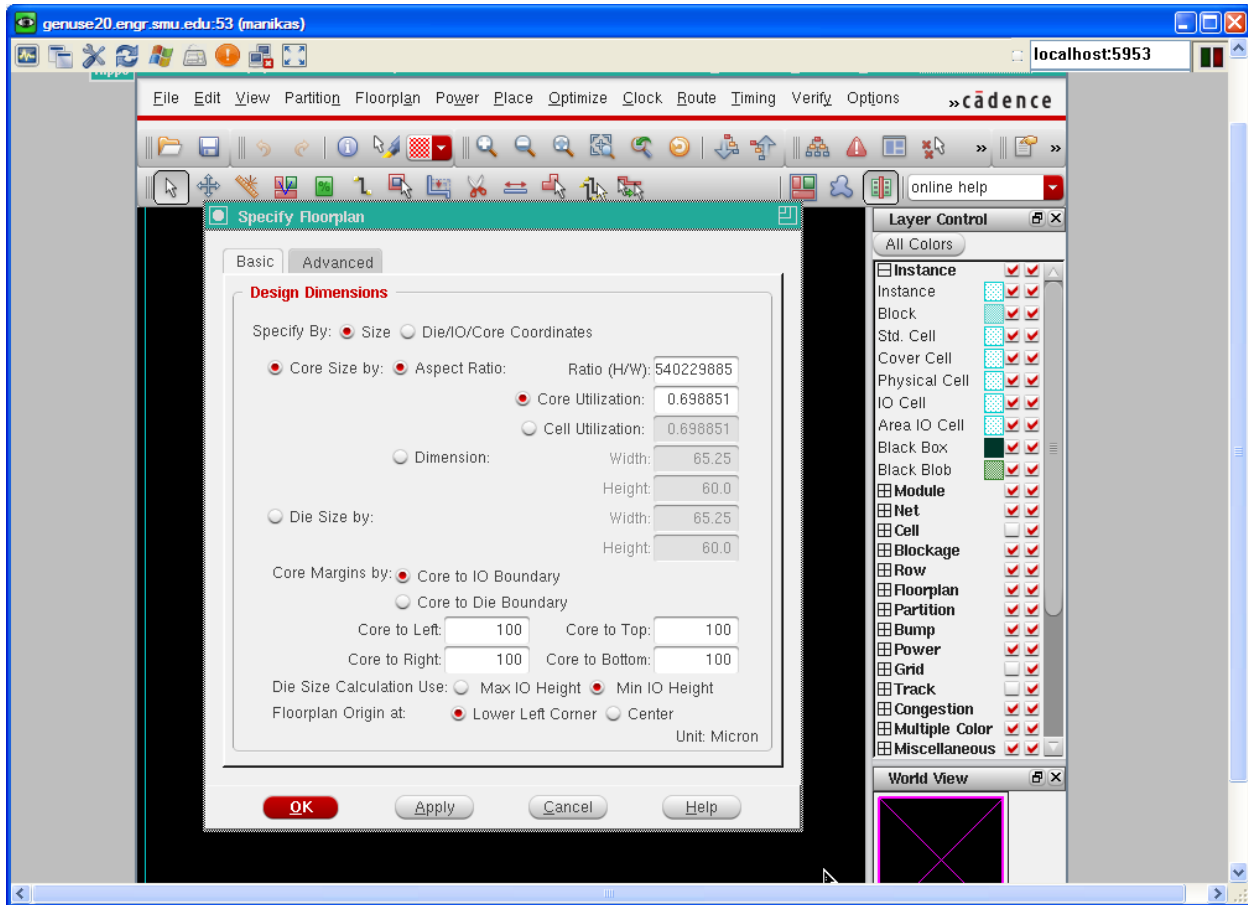 genuse20.engr.smu.edu:53 (manikas)
localhost:5953
File Edit View Partition Floorplan Power Place Optimize Clock Route Timing Verify Options »cādence
» »
online help
Specify Floorplan
Layer Control
All Colors
Basic Advanced
Design Dimensions
Specify By: Size Die/IO/Core Coordinates
Core Size by: Aspect Ratio: Ratio (H/W): 540229885
Core Utilization: 0.698851
Cell Utilization: 0.698851
Dimension: Width: 65.25
Height: 60.0
Die Size by: Width: 65.25
Height: 60.0
Core Margins by: Core to IO Boundary
Core to Die Boundary
Core to Left: 100 Core to Top: 100
Core to Right: 100 Core to Bottom: 100
Die Size Calculation Use: Max IO Height Min IO Height
Floorplan Origin at: Lower Left Corner Center
Unit: Micron
OK Apply Cancel Help
Instance
Instance
Block
Std. Cell
Cover Cell
Physical Cell
IO Cell
Area IO Cell
Black Box
Black Blob
Module
Net
Cell
Blockage
Row
Floorplan
Partition
Bump
Power
Grid
Track
Congestion
Multiple Color
Miscellaneous
World View